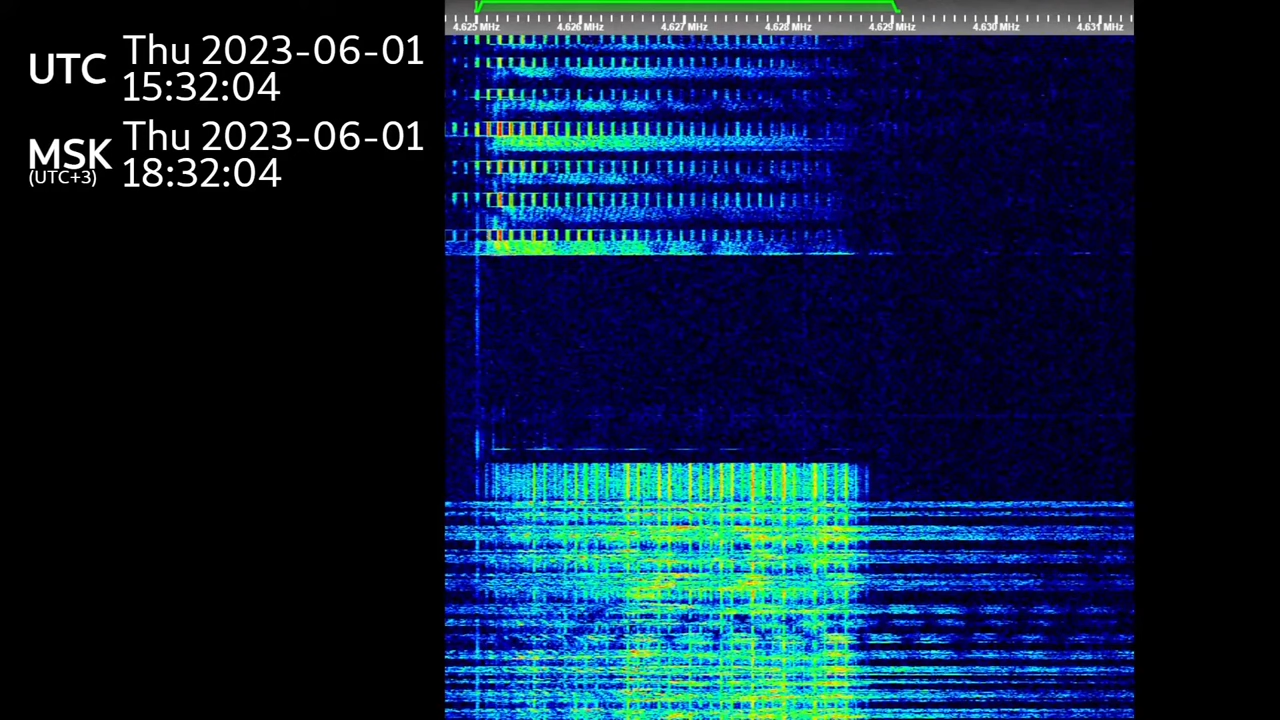 UTC
Thu 2023-06-01
15:32:04
MSK
(UTC+3)
Thu 2023-06-01
18:32:04
4.625 MHz 4.626 MHz 4.627 MHz 4.628 MHz 4.629 MHz 4.630 MHz 4.631 MHz